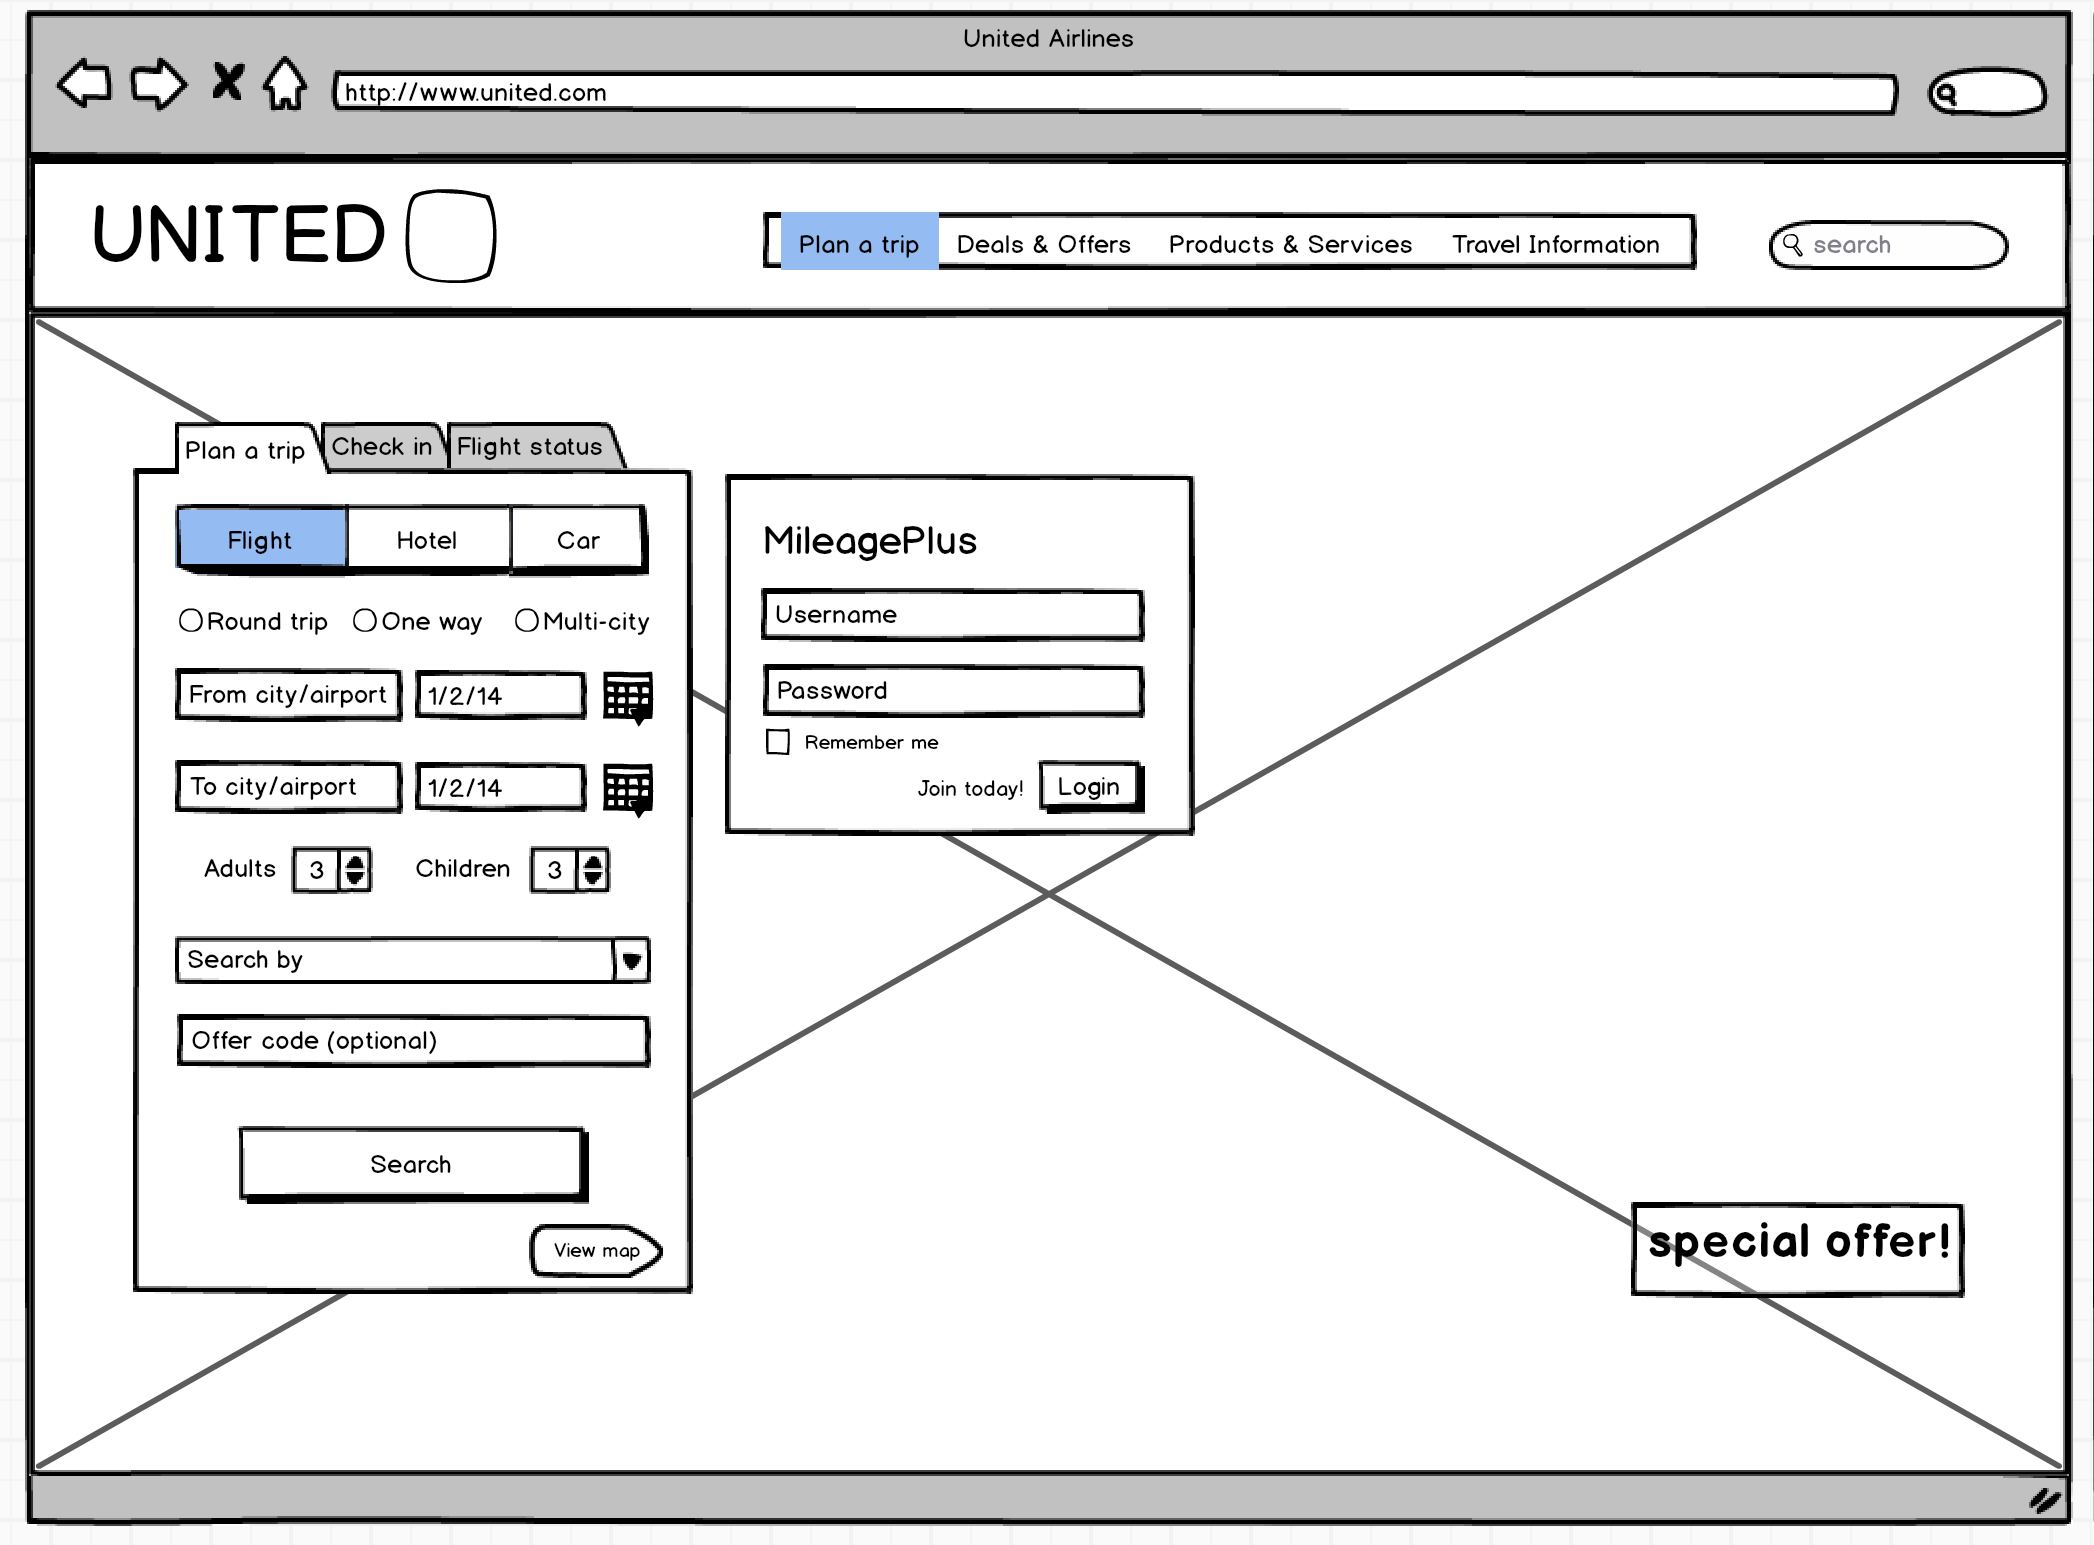 United Airlines
http://www.united.com
UNITED
Plan a trip Deals & Offers Products & Services Travel Information
search
Plan a trip Check in Flight status
Flight Hotel Car
Round trip One way Multi-city
From city/airport 1/2/14
To city/airport 1/2/14
Adults 3 Children 3
Search by
Offer code (optional)
Search
View map
MileagePlus
Username
Password
Remember me
Join today! Login
special offer!